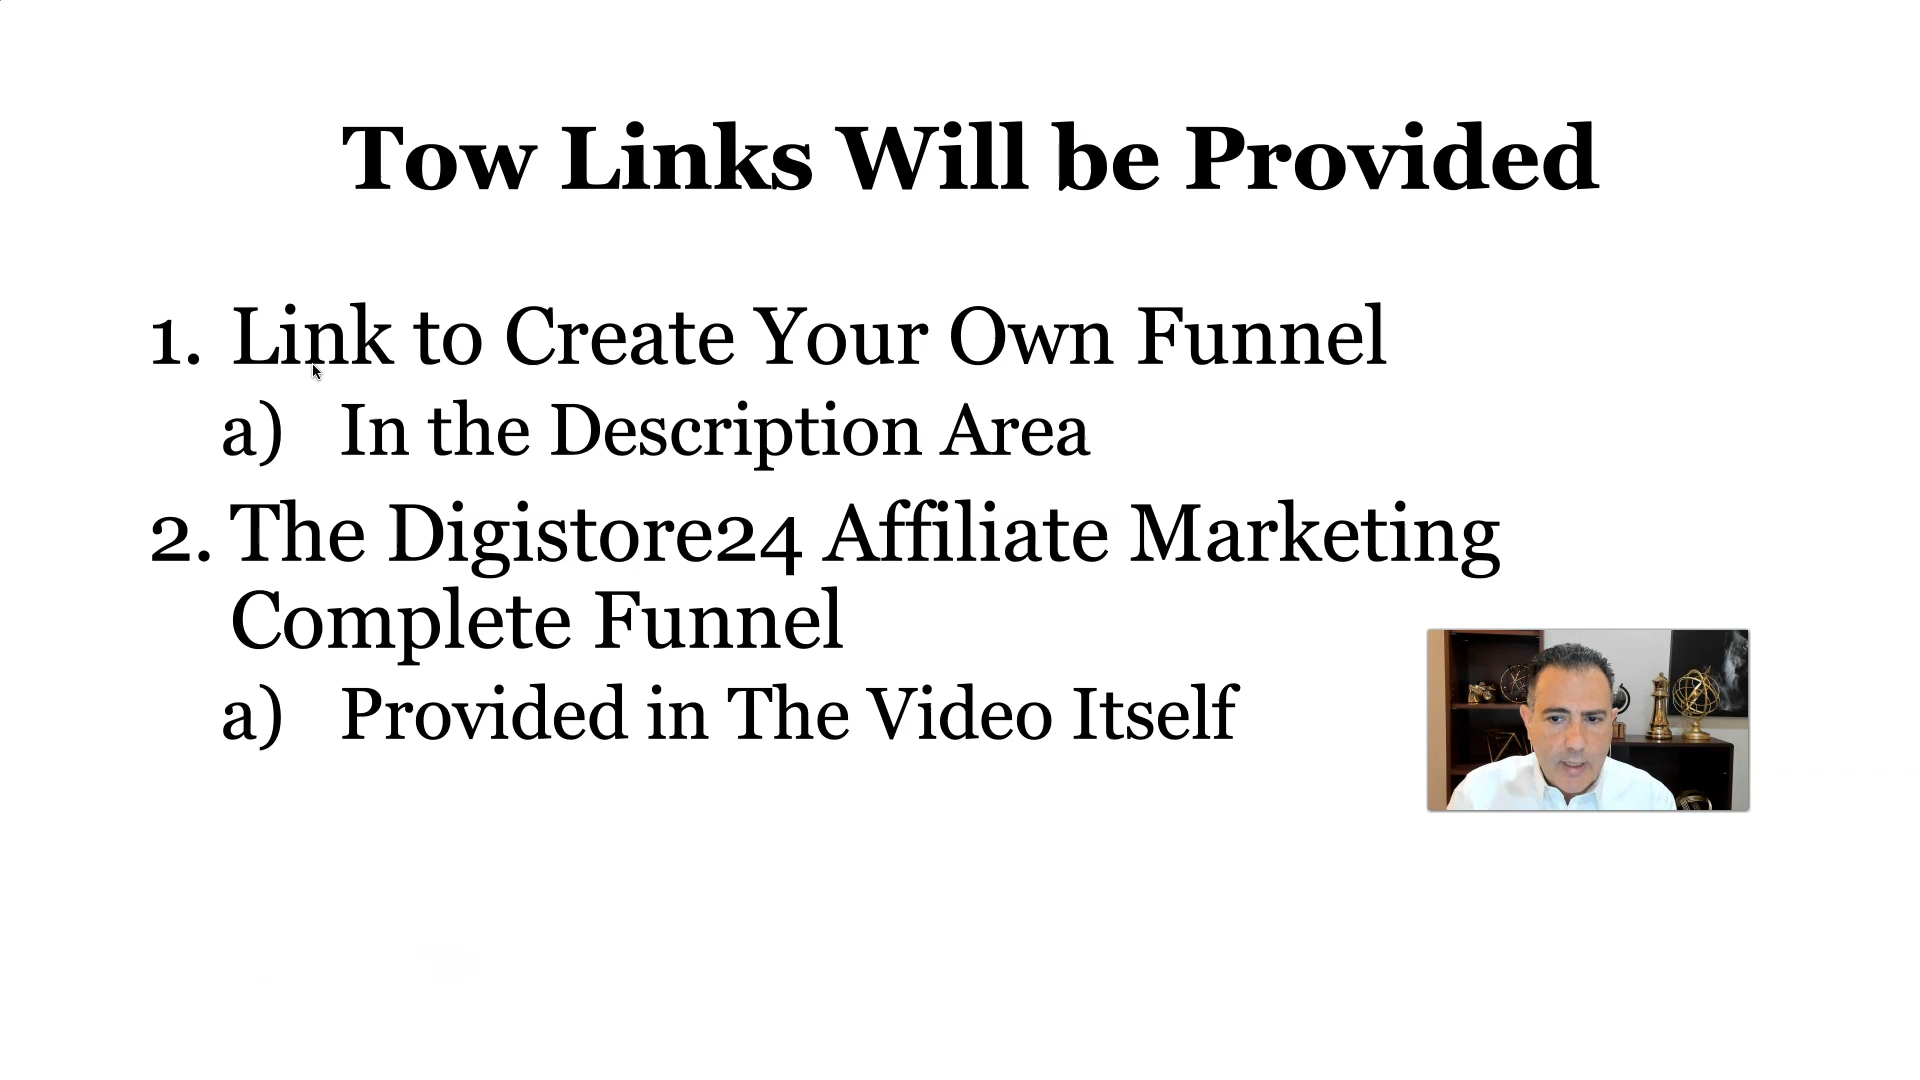 Tow Links Will be Provided
1. Link to Create Your Own Funnel
a) In the Description Area
2. The Digistore24 Affiliate Marketing
Complete Funnel
a) Provided in The Video Itself